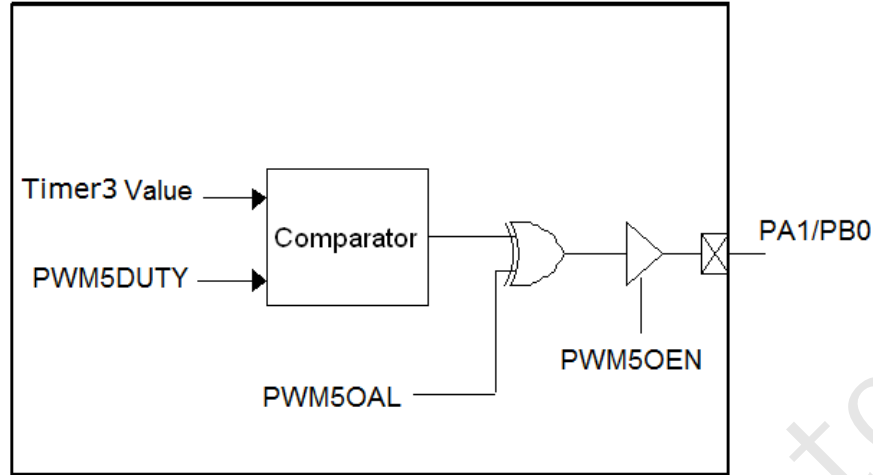 Timer3 Value
Comparator
PA1/PB0
PWM5DUTY
PWM5OEN
PWM5OAL